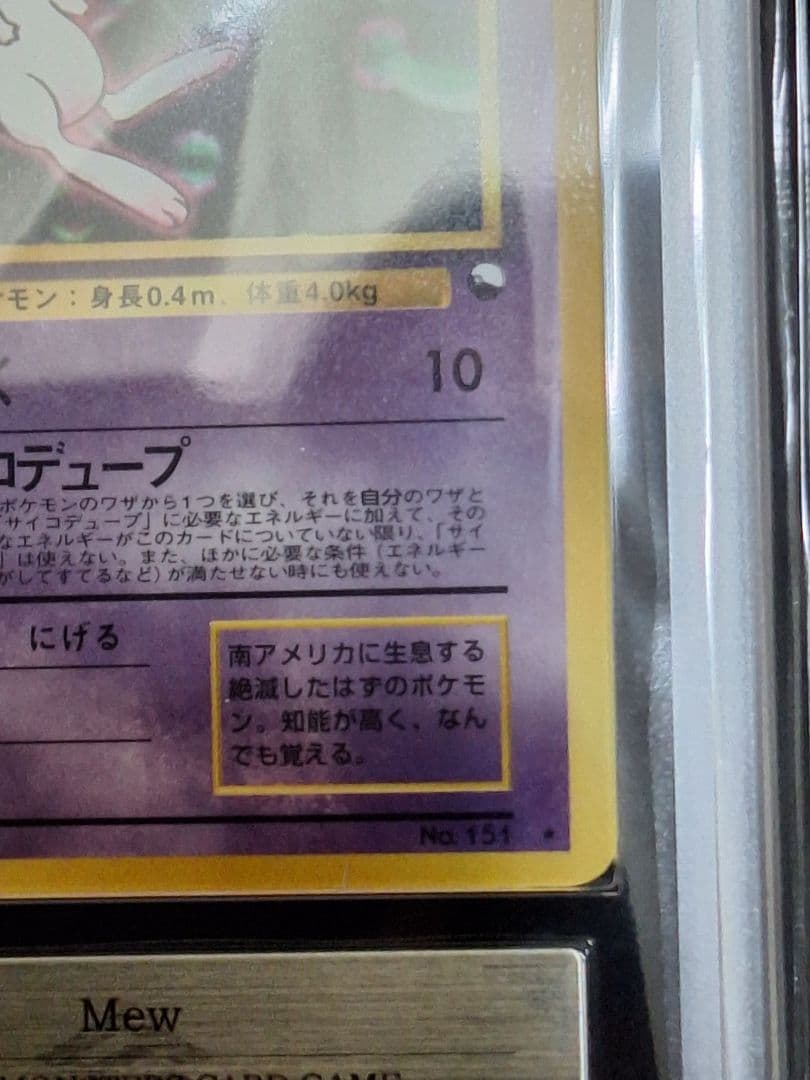 モン：身長0.4m、体重4.0kg
10
コデュープ
ポケモンのワザから1つを選び、それを自分のワザと
「サイコデュープ」に必要なエネルギーに加えて、その
なエネルギーがこのカードについていない限り、「サイ
」は使えない。また、ほかに必要な条件（エネルギー
がしてすてるなど）が満たせない時にも使えない。
にげる
南アメリカに生息する
絶滅したはずのポケモ
ン。知能が高く、なん
でも覚える。
No. 151
Mew
CARD GAME